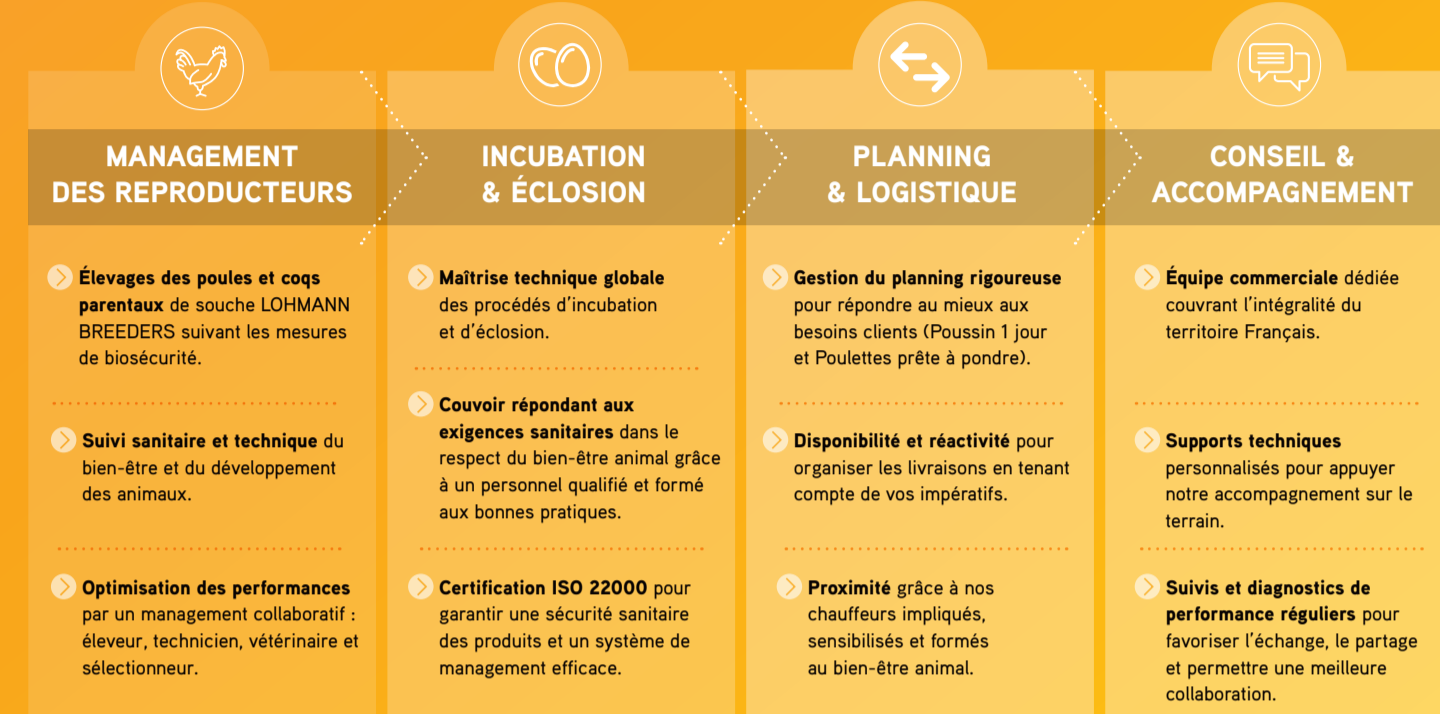 MANAGEMENT
DES REPRODUCTEURS
Élevages des poules et coqs
parentaux de souche LOHMANN
BREEDERS suivant les mesures
de biosécurité.
Suivi sanitaire et technique du
bien-être et du développement
des animaux.
Optimisation des performances
par un management collaboratif :
éleveur, technicien, vétérinaire et
sélectionneur.
INCUBATION
& ÉCLOSION
Maîtrise technique globale
des procédés d'incubation
et d'éclosion.
Couvoir répondant aux
exigences sanitaires dans le
respect du bien-être animal grâce
à un personnel qualifié et formé
aux bonnes pratiques.
Certification ISO 22000 pour
garantir une sécurité sanitaire
des produits et un système de
management efficace.
PLANNING
& LOGISTIQUE
Gestion du planning rigoureuse
pour répondre au mieux aux
besoins clients (Poussin 1 jour
et Poulettes prête à pondre).
Disponibilité et réactivité pour
organiser les livraisons en tenant
compte de vos impératifs.
Proximité grâce à nos
chauffeurs impliqués,
sensibilisés et formés
au bien-être animal.
CONSEIL &
ACCOMPAGNEMENT
Équipe commerciale dédiée
couvrant l'intégralité du
territoire Français.
Supports techniques
personnalisés pour appuyer
notre accompagnement sur le
terrain.
Suivis et diagnostics de
performance réguliers pour
favoriser l'échange, le partage
et permettre une meilleure
collaboration.